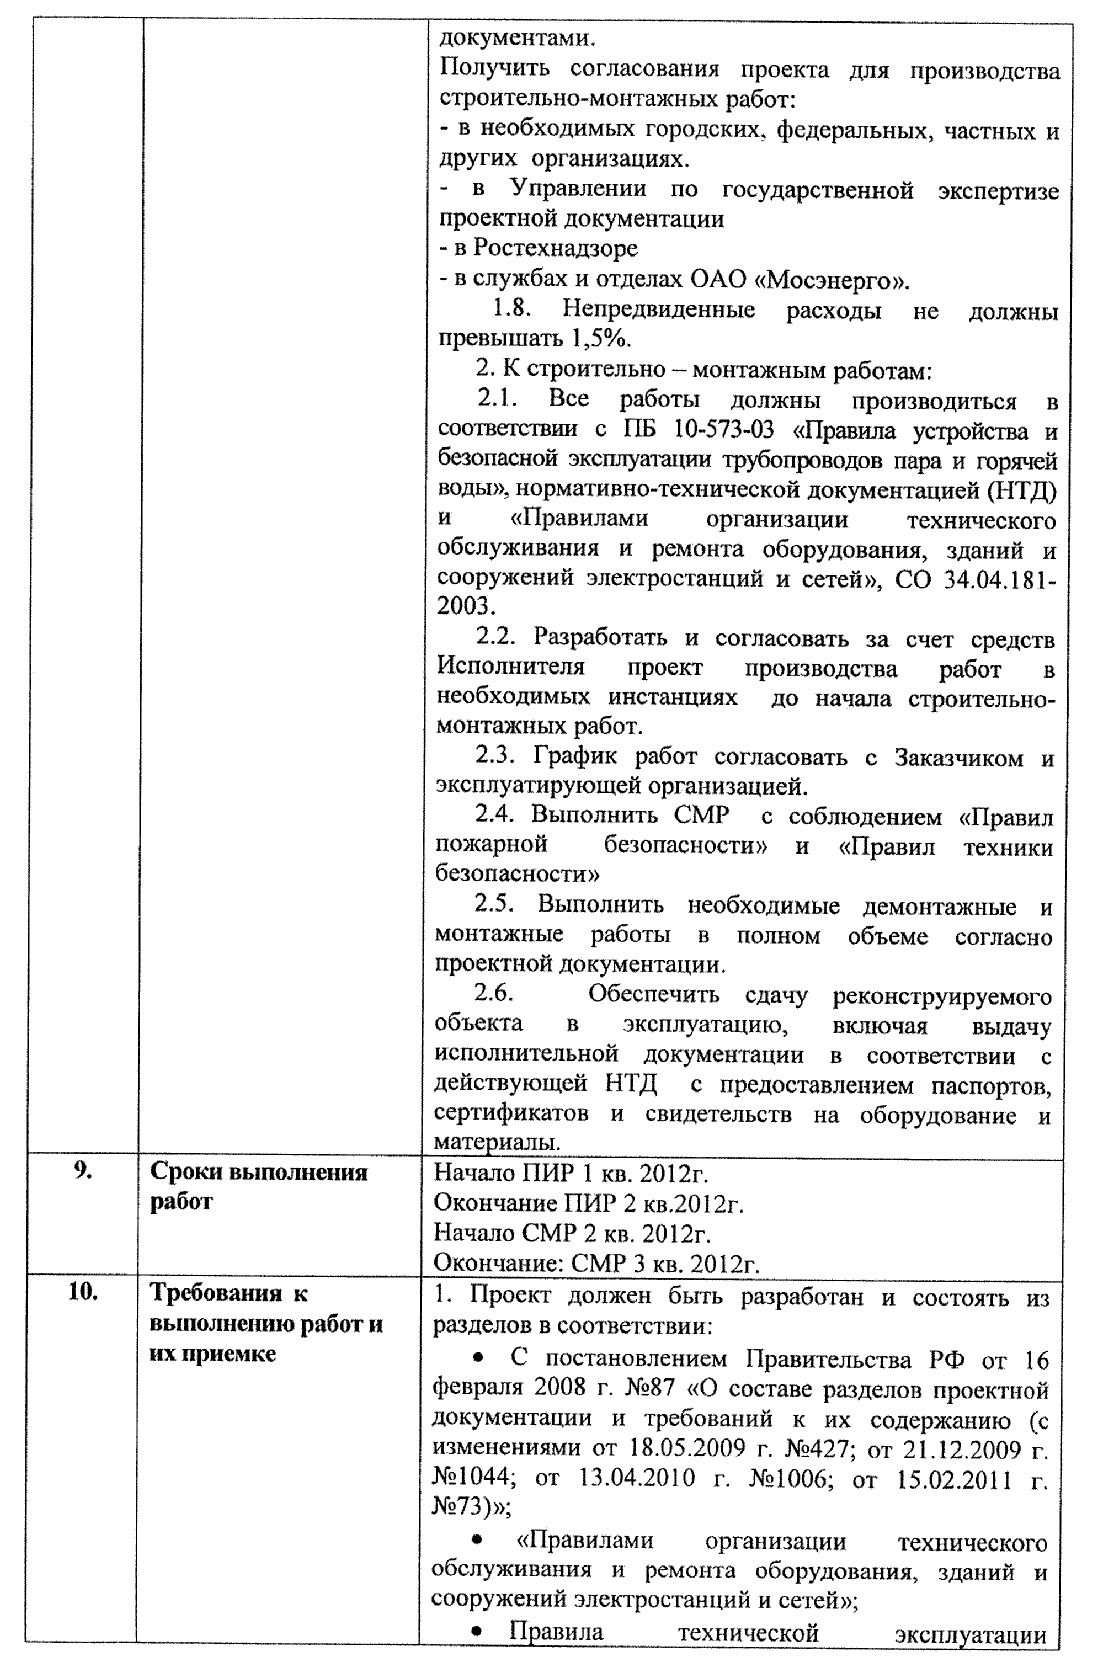 документами.
Получить согласования проекта для производства
строительно-монтажных работ:
- в необходимых городских, федеральных, частных и
других организациях.
- в Управлении по государственной экспертизе
проектной документации
- в Ростехнадзоре
- в службах и отделах ОАО «Мосэнерго».
1.8. Непредвиденные расходы не должны
превышать 1,5%.
2. К строительно – монтажным работам:
2.1. Все работы должны производиться в
соответствии с ПБ 10-573-03 «Правила устройства и
безопасной эксплуатации трубопроводов пара и горячей
воды», нормативно-технической документацией (НТД)
и «Правилами организации технического
обслуживания и ремонта оборудования, зданий и
сооружений электростанций и сетей», СО 34.04.181-
2003.
2.2. Разработать и согласовать за счет средств
Исполнителя проект производства работ в
необходимых инстанциях до начала строительно-
монтажных работ.
2.3. График работ согласовать с Заказчиком и
эксплуатирующей организацией.
2.4. Выполнить СМР с соблюдением «Правил
пожарной безопасности» и «Правил техники
безопасности»
2.5. Выполнить необходимые демонтажные и
монтажные работы в полном объеме согласно
проектной документации.
2.6. Обеспечить сдачу реконструируемого
объекта в эксплуатацию, включая выдачу
исполнительной документации в соответствии с
действующей НТД с предоставлением паспортов,
сертификатов и свидетельств на оборудование и
материалы.
9. Сроки выполнения
работ
Начало ПИР 1 кв. 2012г.
Окончание ПИР 2 кв.2012г.
Начало СМР 2 кв. 2012г.
Окончание: СМР 3 кв. 2012г.
10. Требования к
выполнению работ и
их приемке
1. Проект должен быть разработан и состоять из
разделов в соответствии:
• С постановлением Правительства РФ от 16
февраля 2008 г. №87 «О составе разделов проектной
документации и требований к их содержанию (с
изменениями от 18.05.2009 г. №427; от 21.12.2009 г.
№1044; от 13.04.2010 г. №1006; от 15.02.2011 г.
№73)»;
• «Правилами организации технического
обслуживания и ремонта оборудования, зданий и
сооружений электростанций и сетей»;
• Правила технической эксплуатации